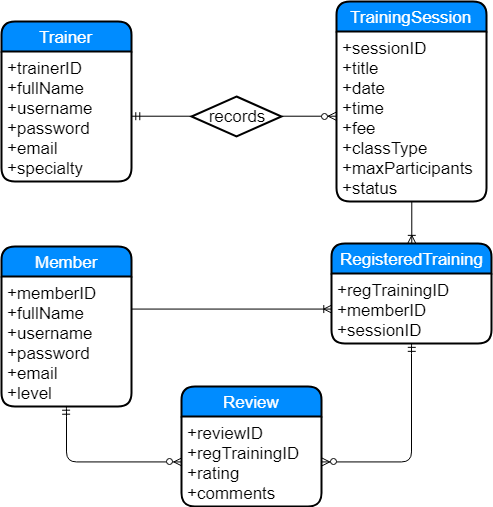 Trainer
+trainerID
+fullName
+username
+password
+email
+specialty
records
TrainingSession
+sessionID
+title
+date
+time
+fee
+classType
+maxParticipants
+status
Member
+memberID
+fullName
+username
+password
+email
+level
RegisteredTraining
+regTrainingID
+memberID
+sessionID
Review
+reviewID
+regTrainingID
+rating
+comments